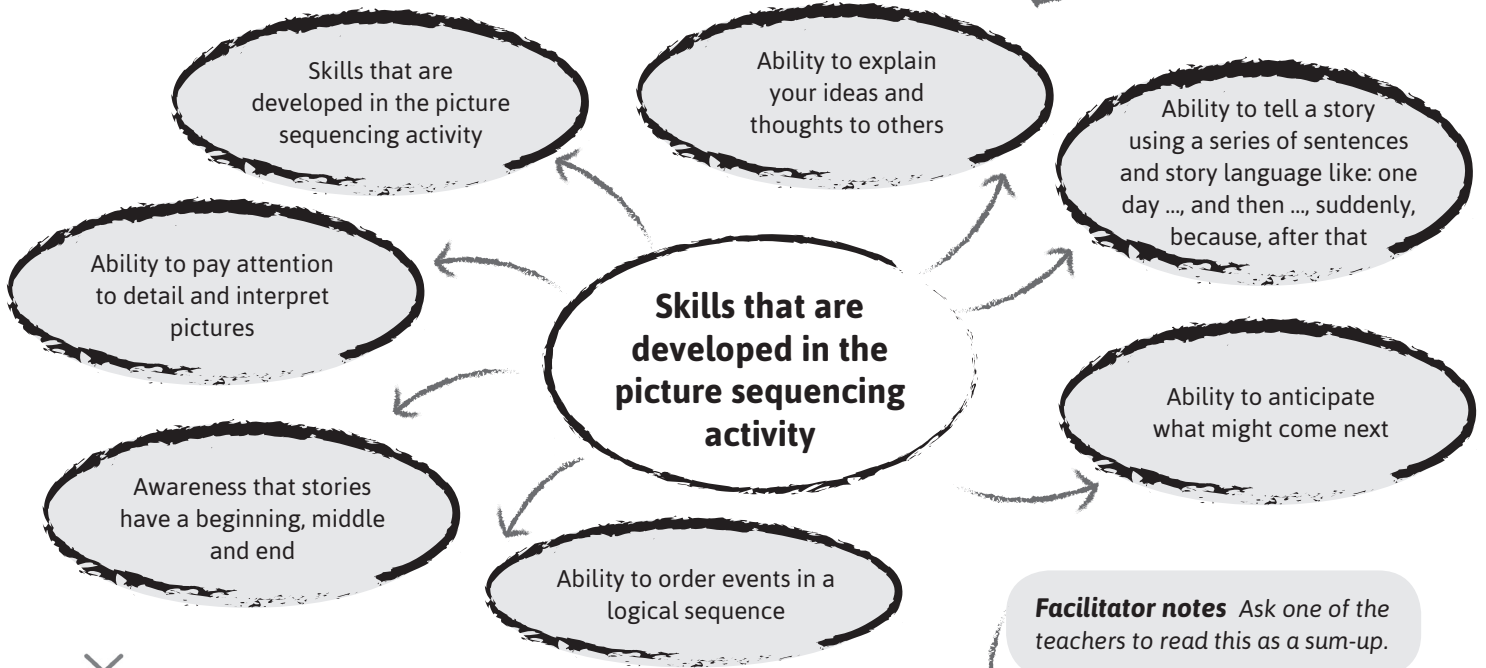 Skills that are
developed in the picture
sequencing activity
Ability to explain
your ideas and
thoughts to others
Ability to tell a story
using a series of sentences
and story language like: one
day ..., and then ..., suddenly,
because, after that
Ability to pay attention
to detail and interpret
pictures
Skills that are
developed in the
picture sequencing
activity
Ability to anticipate
what might come next
Awareness that stories
have a beginning, middle
and end
Ability to order events in a
logical sequence
Facilitator notes Ask one of the
teachers to read this as a sum-up.